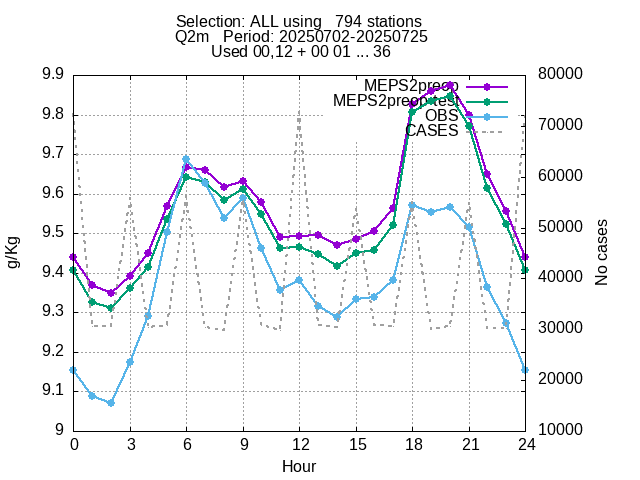 Selection: ALL using   794 stations
Q2m   Period: 20250702-20250725
Used 00,12 + 00 01 ... 36
9.9
9.8
9.7
9.6
9.5
9.4
9.3
9.2
9.1
9
80000
70000
60000
50000
40000
30000
20000
10000
MEPS2preop
MEPS2preop_test
OBS
CASES
g/Kg
No cases
0 3 6 9 12 15 18 21 24
Hour